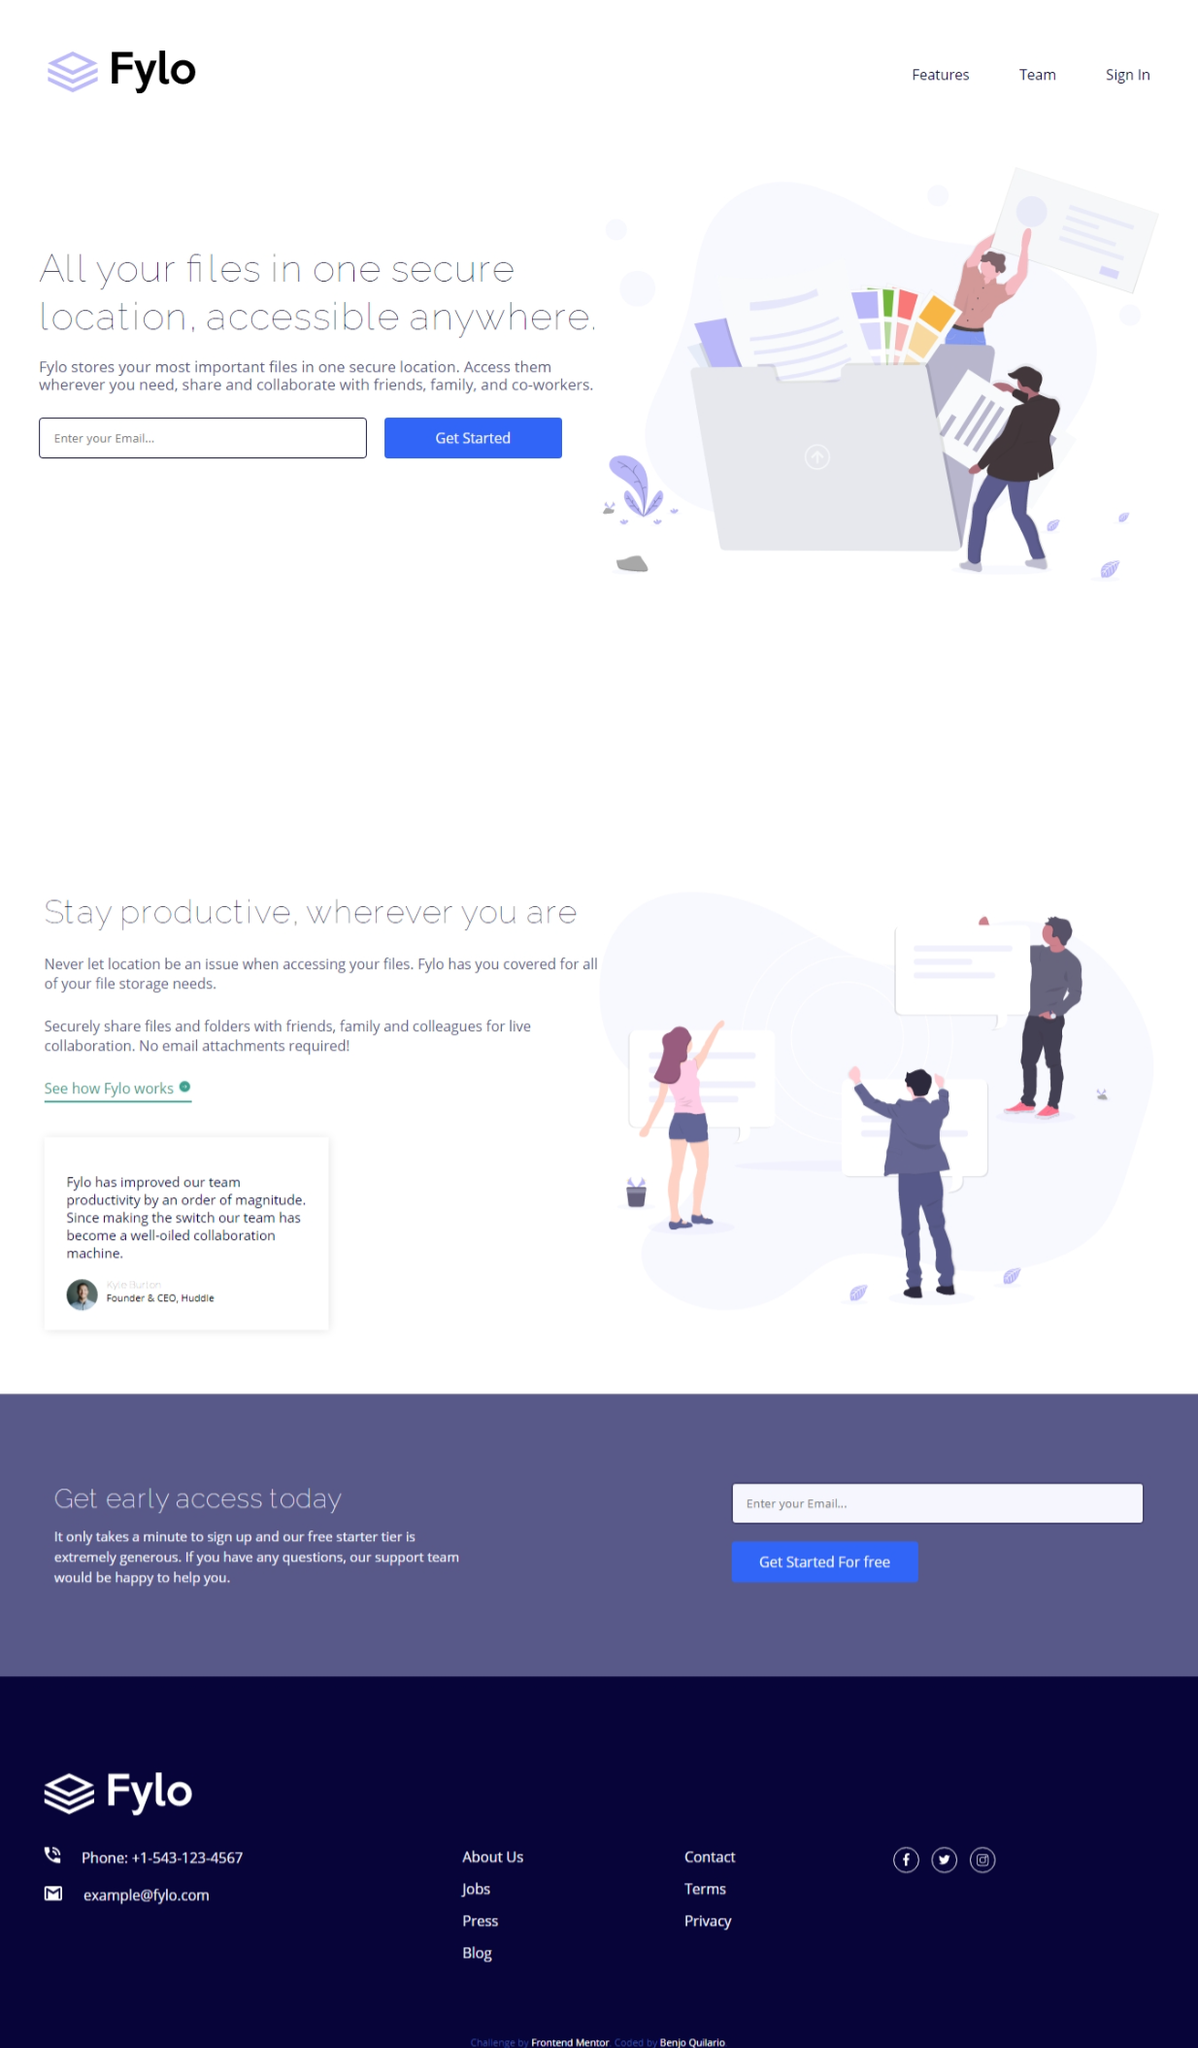 Fylo
Features
Team
Sign In
All your files in one secure
location, accessible anywhere.
Fylo stores your most important files in one secure location. Access them
wherever you need, share and collaborate with friends, family, and co-workers.
Enter your Email...
Get Started
Stay productive, wherever you are
Never let location be an issue when accessing your files. Fylo has you covered for all
of your file storage needs.
Securely share files and folders with friends, family and colleagues for live
collaboration. No email attachments required!
See how Fylo works
Fylo has improved our team
productivity by an order of magnitude.
Since making the switch our team has
become a well-oiled collaboration
machine.
Kyle Burton
Founder & CEO, Huddle
Get early access today
It only takes a minute to sign up and our free starter tier is
extremely generous. If you have any questions, our support team
would be happy to help you.
Enter your Email...
Get Started For free
Fylo
Phone: +1-543-123-4567
example@fylo.com
About Us
Jobs
Press
Blog
Contact
Terms
Privacy
Challenge by Frontend Mentor. Coded by Benjo Quilario